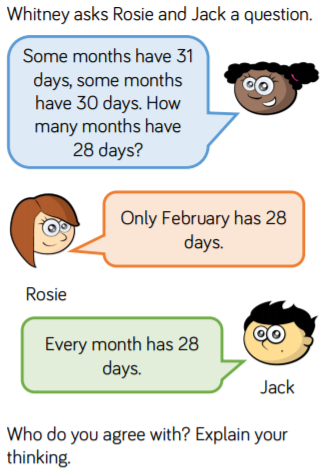 Whitney asks Rosie and Jack a question.
Some months have 31
days, some months
have 30 days. How
many months have
28 days?
Only February has 28
days.
Rosie
Every month has 28
days.
Jack
Who do you agree with? Explain your
thinking.